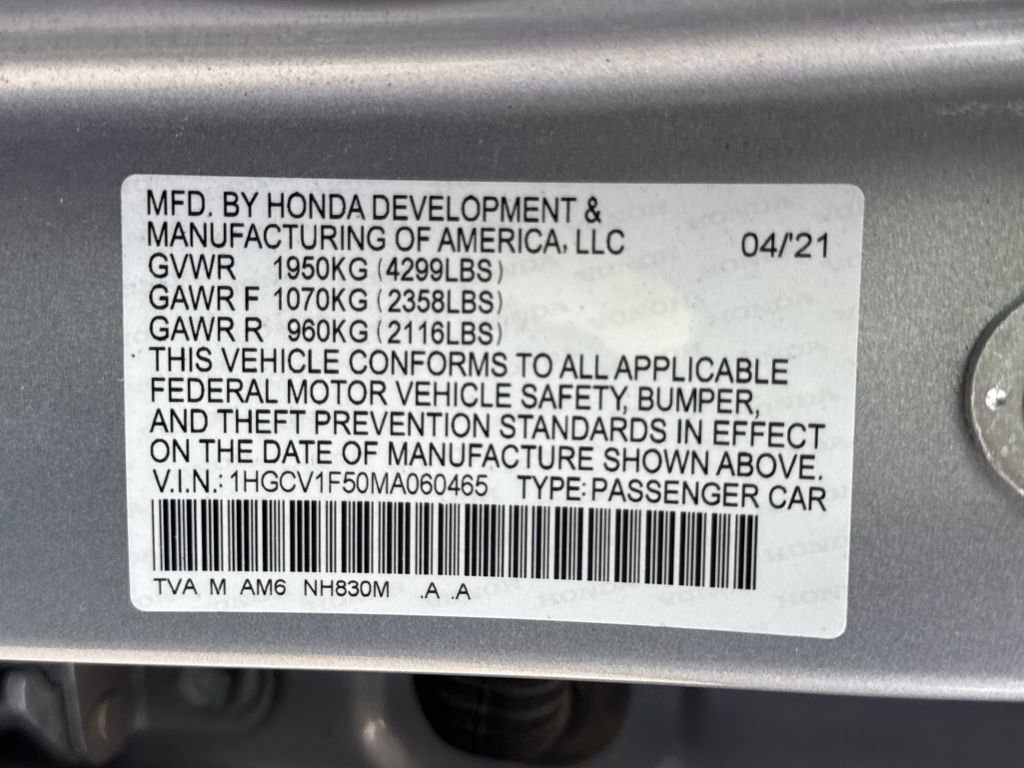 MFD. BY HONDA DEVELOPMENT &
MANUFACTURING OF AMERICA, LLC 04/'21
GVWR 1950KG (4299LBS)
GAWR F 1070KG (2358LBS)
GAWR R 960KG (2116LBS)
THIS VEHICLE CONFORMS TO ALL APPLICABLE
FEDERAL MOTOR VEHICLE SAFETY, BUMPER,
AND THEFT PREVENTION STANDARDS IN EFFECT
ON THE DATE OF MANUFACTURE SHOWN ABOVE.
V.I.N.: 1HGCV1F50MA060465 TYPE: PASSENGER CAR
TVA M AM6 NH830M .A .A